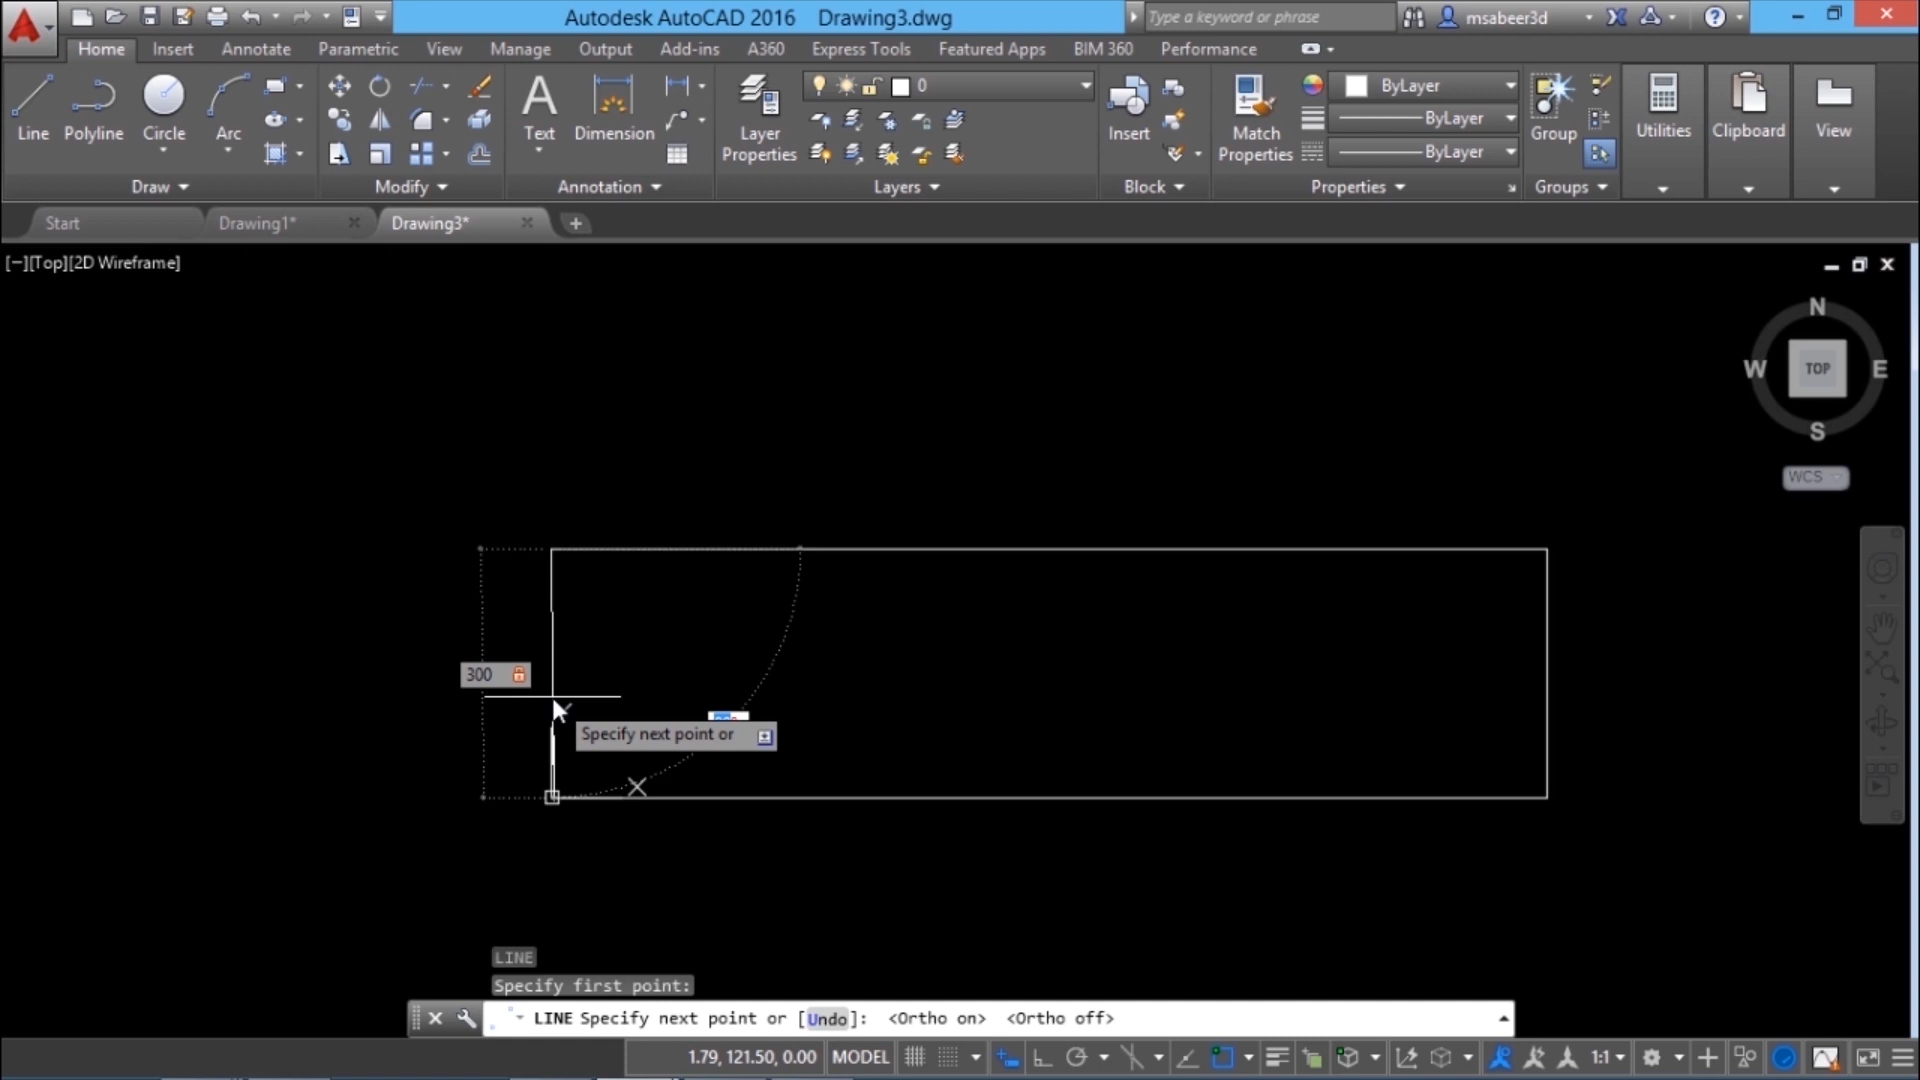 Autodesk AutoCAD 2016 Drawing3.dwg
Type a keyword or phrase
msabeer3d
Home Insert Annotate Parametric View Manage Output Add-ins A360 Express Tools Featured Apps BIM 360 Performance
Line Polyline Circle Arc
Draw
Modify
A
Text Dimension
Annotation
Layer Properties
0
Layers
Insert
Block
Match Properties
ByLayer
ByLayer
ByLayer
Properties
Group
Groups
Utilities
Clipboard
View
Start Drawing1* Drawing3*
[−][Top][2D Wireframe]
N
W TOP E
S
WCS
300
Specify next point or
LINE
Specify first point:
LINE Specify next point or [Undo]: <Ortho on> <Ortho off>
1.79, 121.50, 0.00 MODEL 1:1